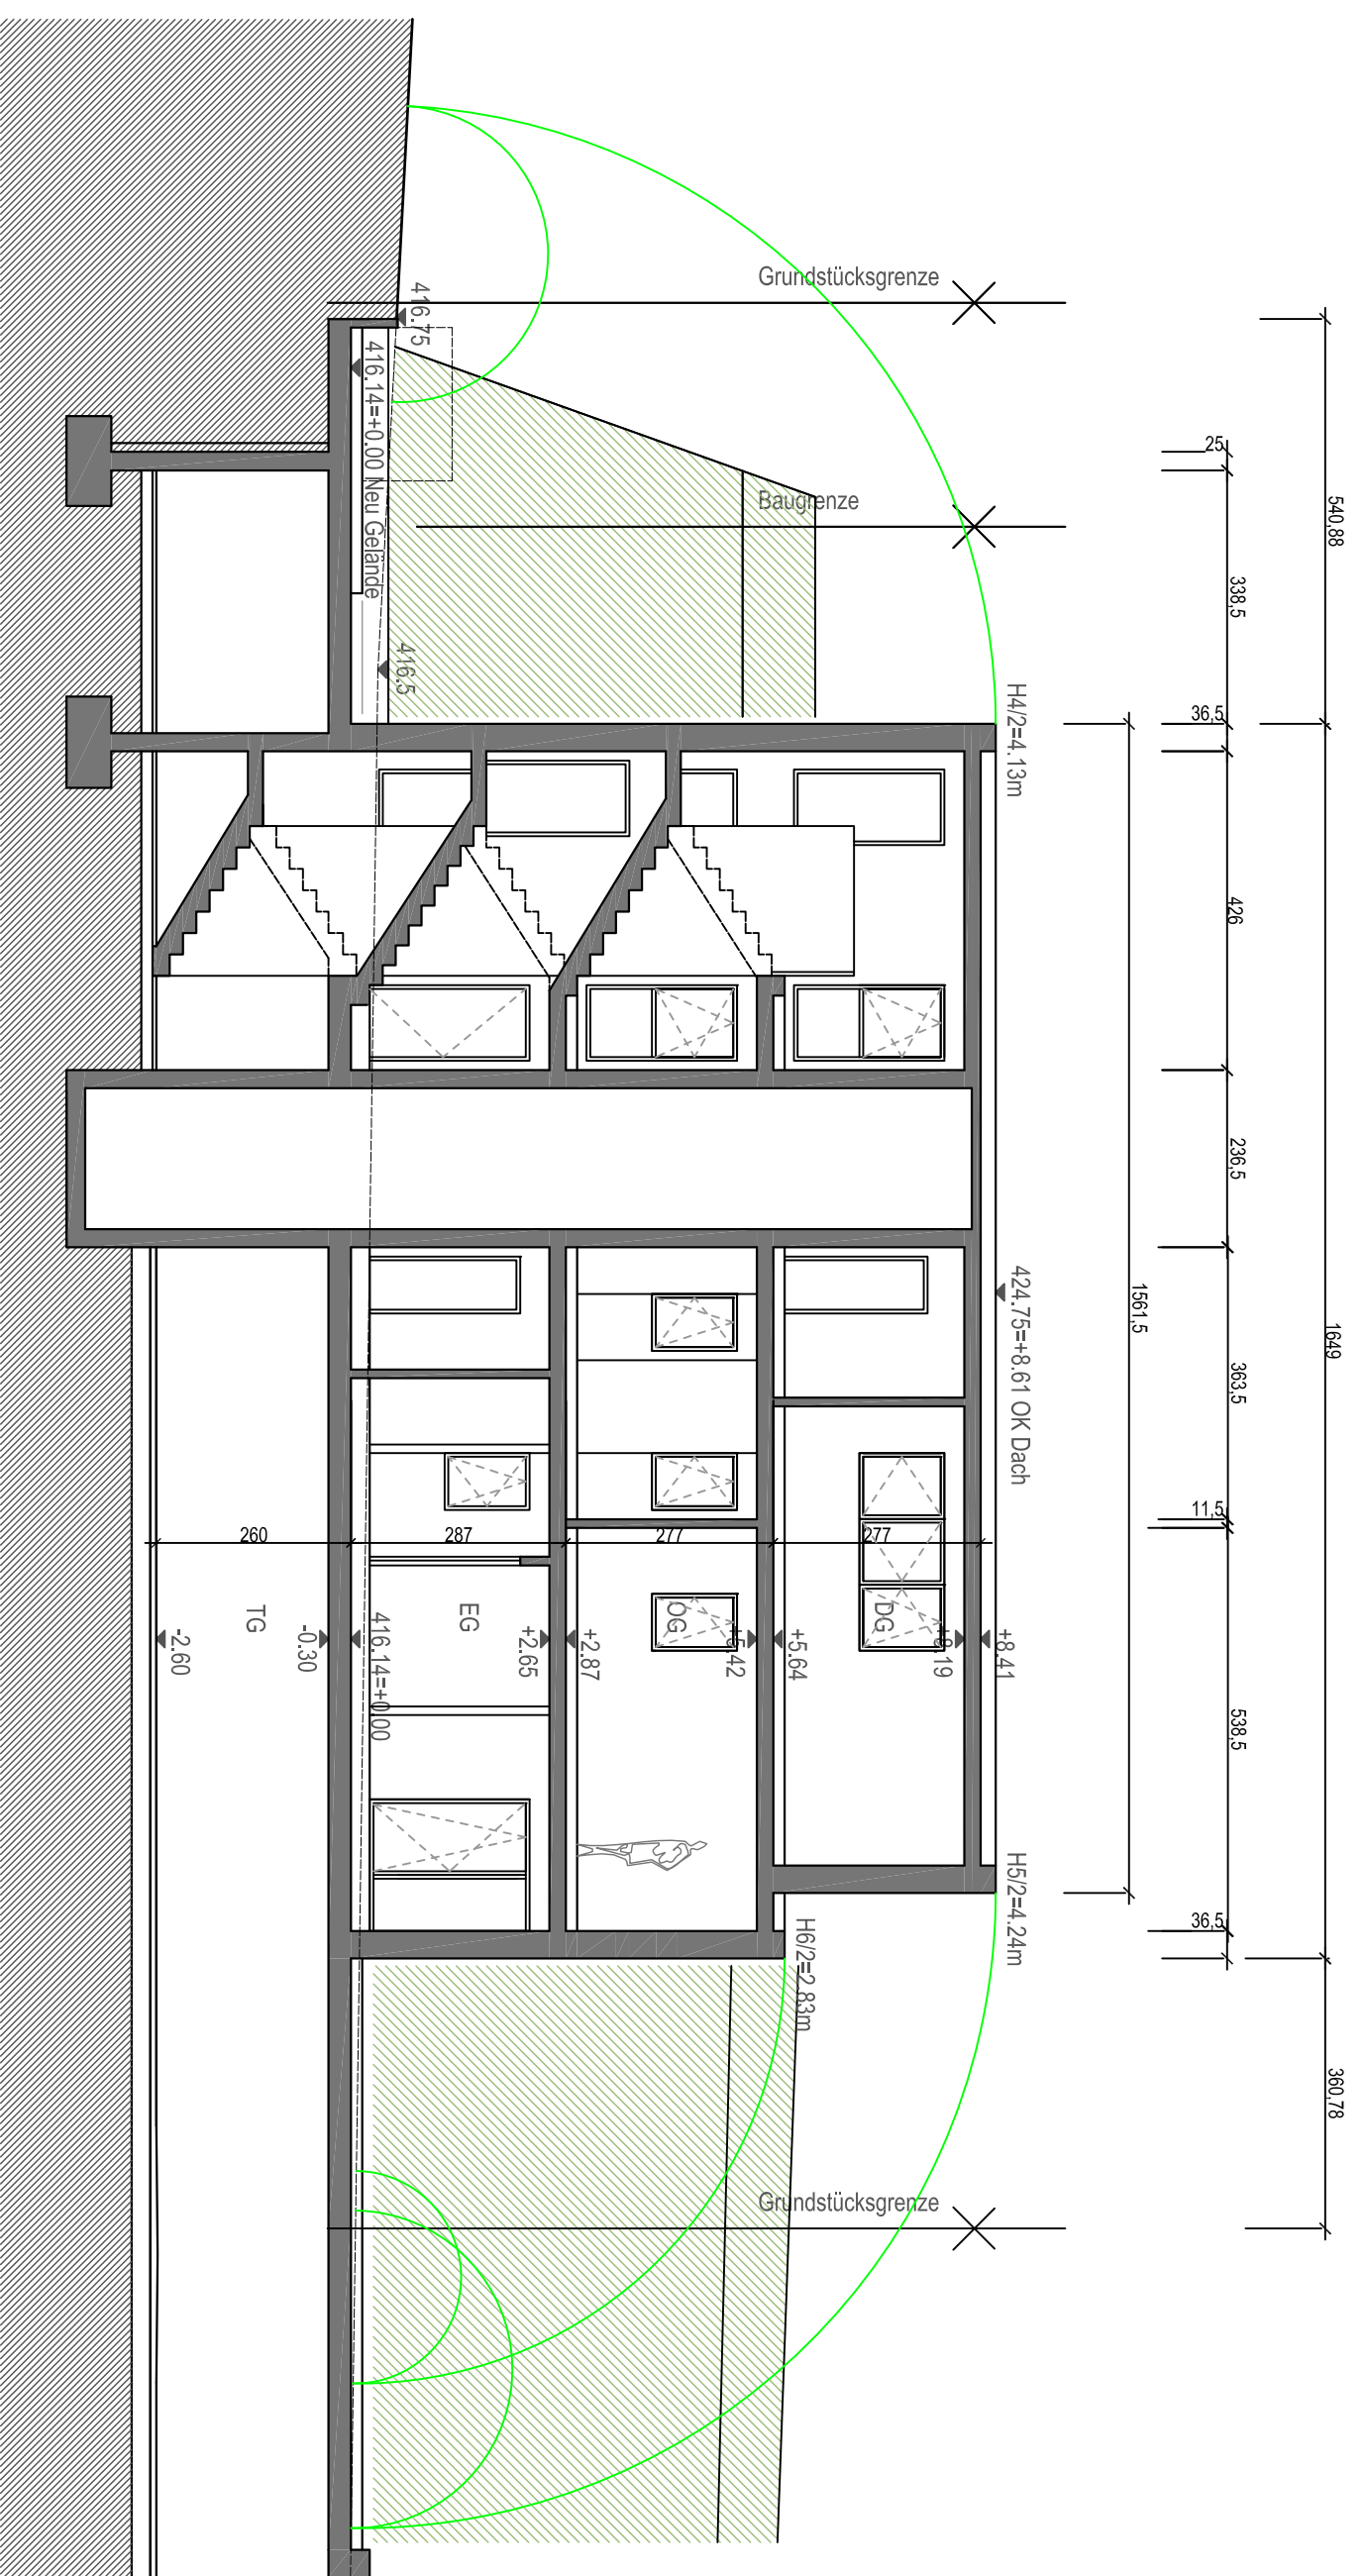 Grundstücksgrenze
416.75
416.14=+0.00 Neu Gelände
Baugrenze
416.5
H4/2=4.13m
25
540,88
338,5
36,5
426
236,5
424.75=+8.61 OK Dach
1561,5
1649
363,5
11,5
260
287
277
277
TG
EG
OG
DG
-2.60
-0.30
416.14=+0.00
+2.65
+2.87
+5.42
+5.64
+8.19
+8.41
538,5
H5/2=4.24m
36,5
H6/2=2.83m
360,78
Grundstücksgrenze